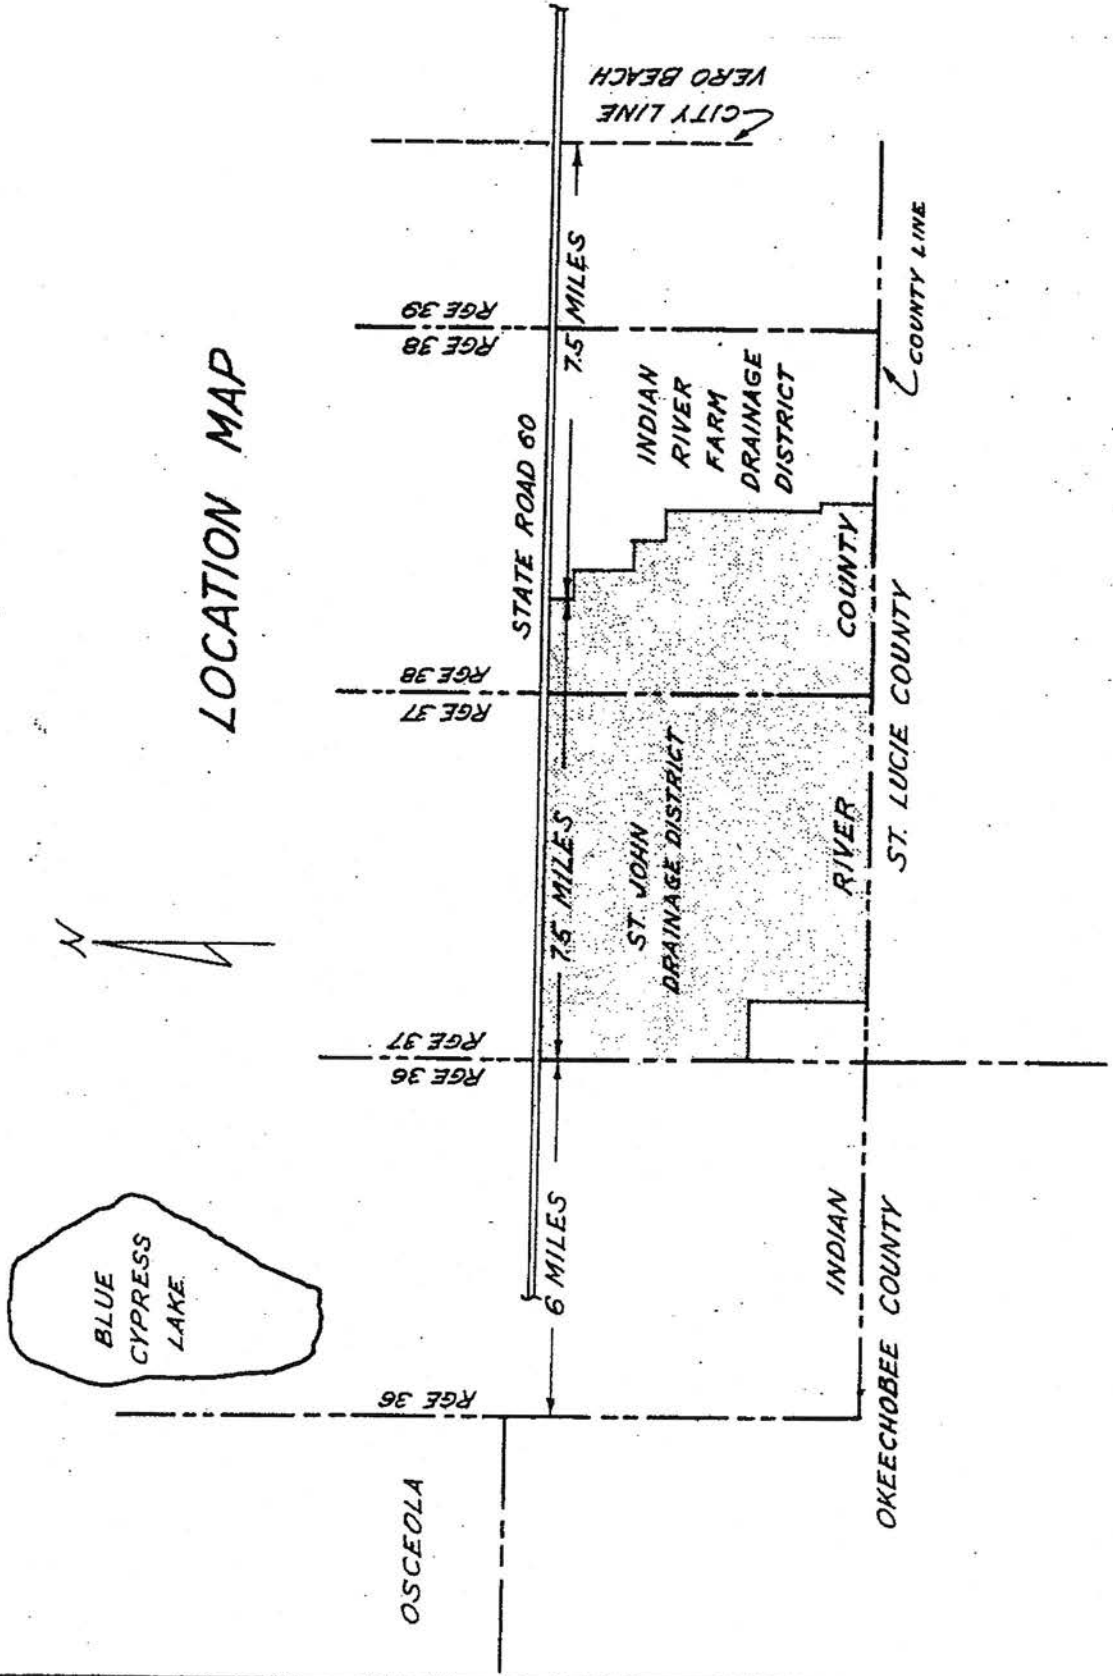 LOCATION MAP
N
BLUE
CYPRESS
LAKE
OSCEOLA
RGE 36
RGE 36
RGE 37
RGE 37
RGE 38
RGE 38
RGE 39
STATE ROAD 60
6 MILES
7.5 MILES
7.5 MILES
CITY LINE
VERO BEACH
ST. JOHN
DRAINAGE DISTRICT
INDIAN
RIVER
FARM
DRAINAGE
DISTRICT
INDIAN RIVER COUNTY
OKEECHOBEE COUNTY
ST. LUCIE COUNTY
COUNTY LINE